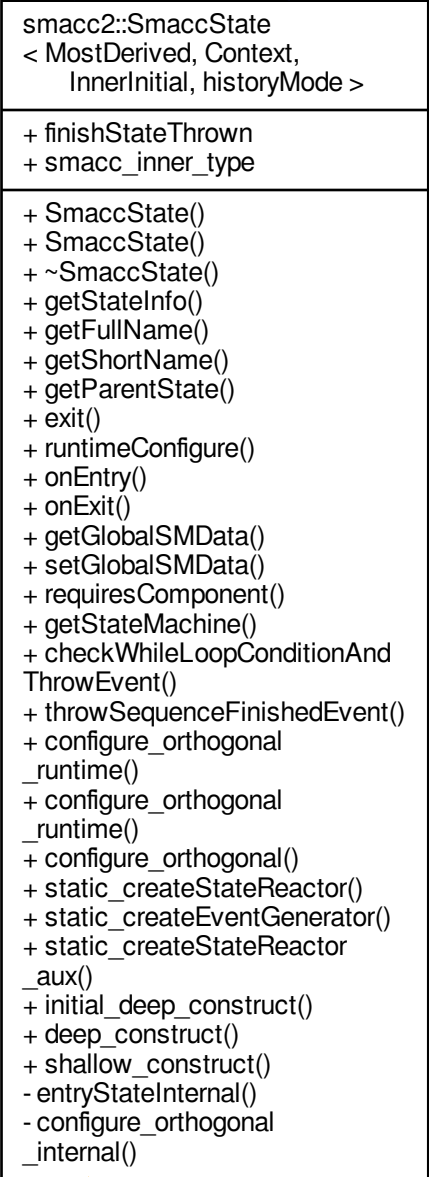 smacc2::SmaccState
< MostDerived, Context,
InnerInitial, historyMode >
+ finishStateThrown
+ smacc_inner_type
+ SmaccState()
+ SmaccState()
+ ~SmaccState()
+ getStateInfo()
+ getFullName()
+ getShortName()
+ getParentState()
+ exit()
+ runtimeConfigure()
+ onEntry()
+ onExit()
+ getGlobalSMData()
+ setGlobalSMData()
+ requiresComponent()
+ getStateMachine()
+ checkWhileLoopConditionAnd
ThrowEvent()
+ throwSequenceFinishedEvent()
+ configure_orthogonal
_runtime()
+ configure_orthogonal
_runtime()
+ configure_orthogonal()
+ static_createStateReactor()
+ static_createEventGenerator()
+ static_createStateReactor
_aux()
+ initial_deep_construct()
+ deep_construct()
+ shallow_construct()
- entryStateInternal()
- configure_orthogonal
_internal()